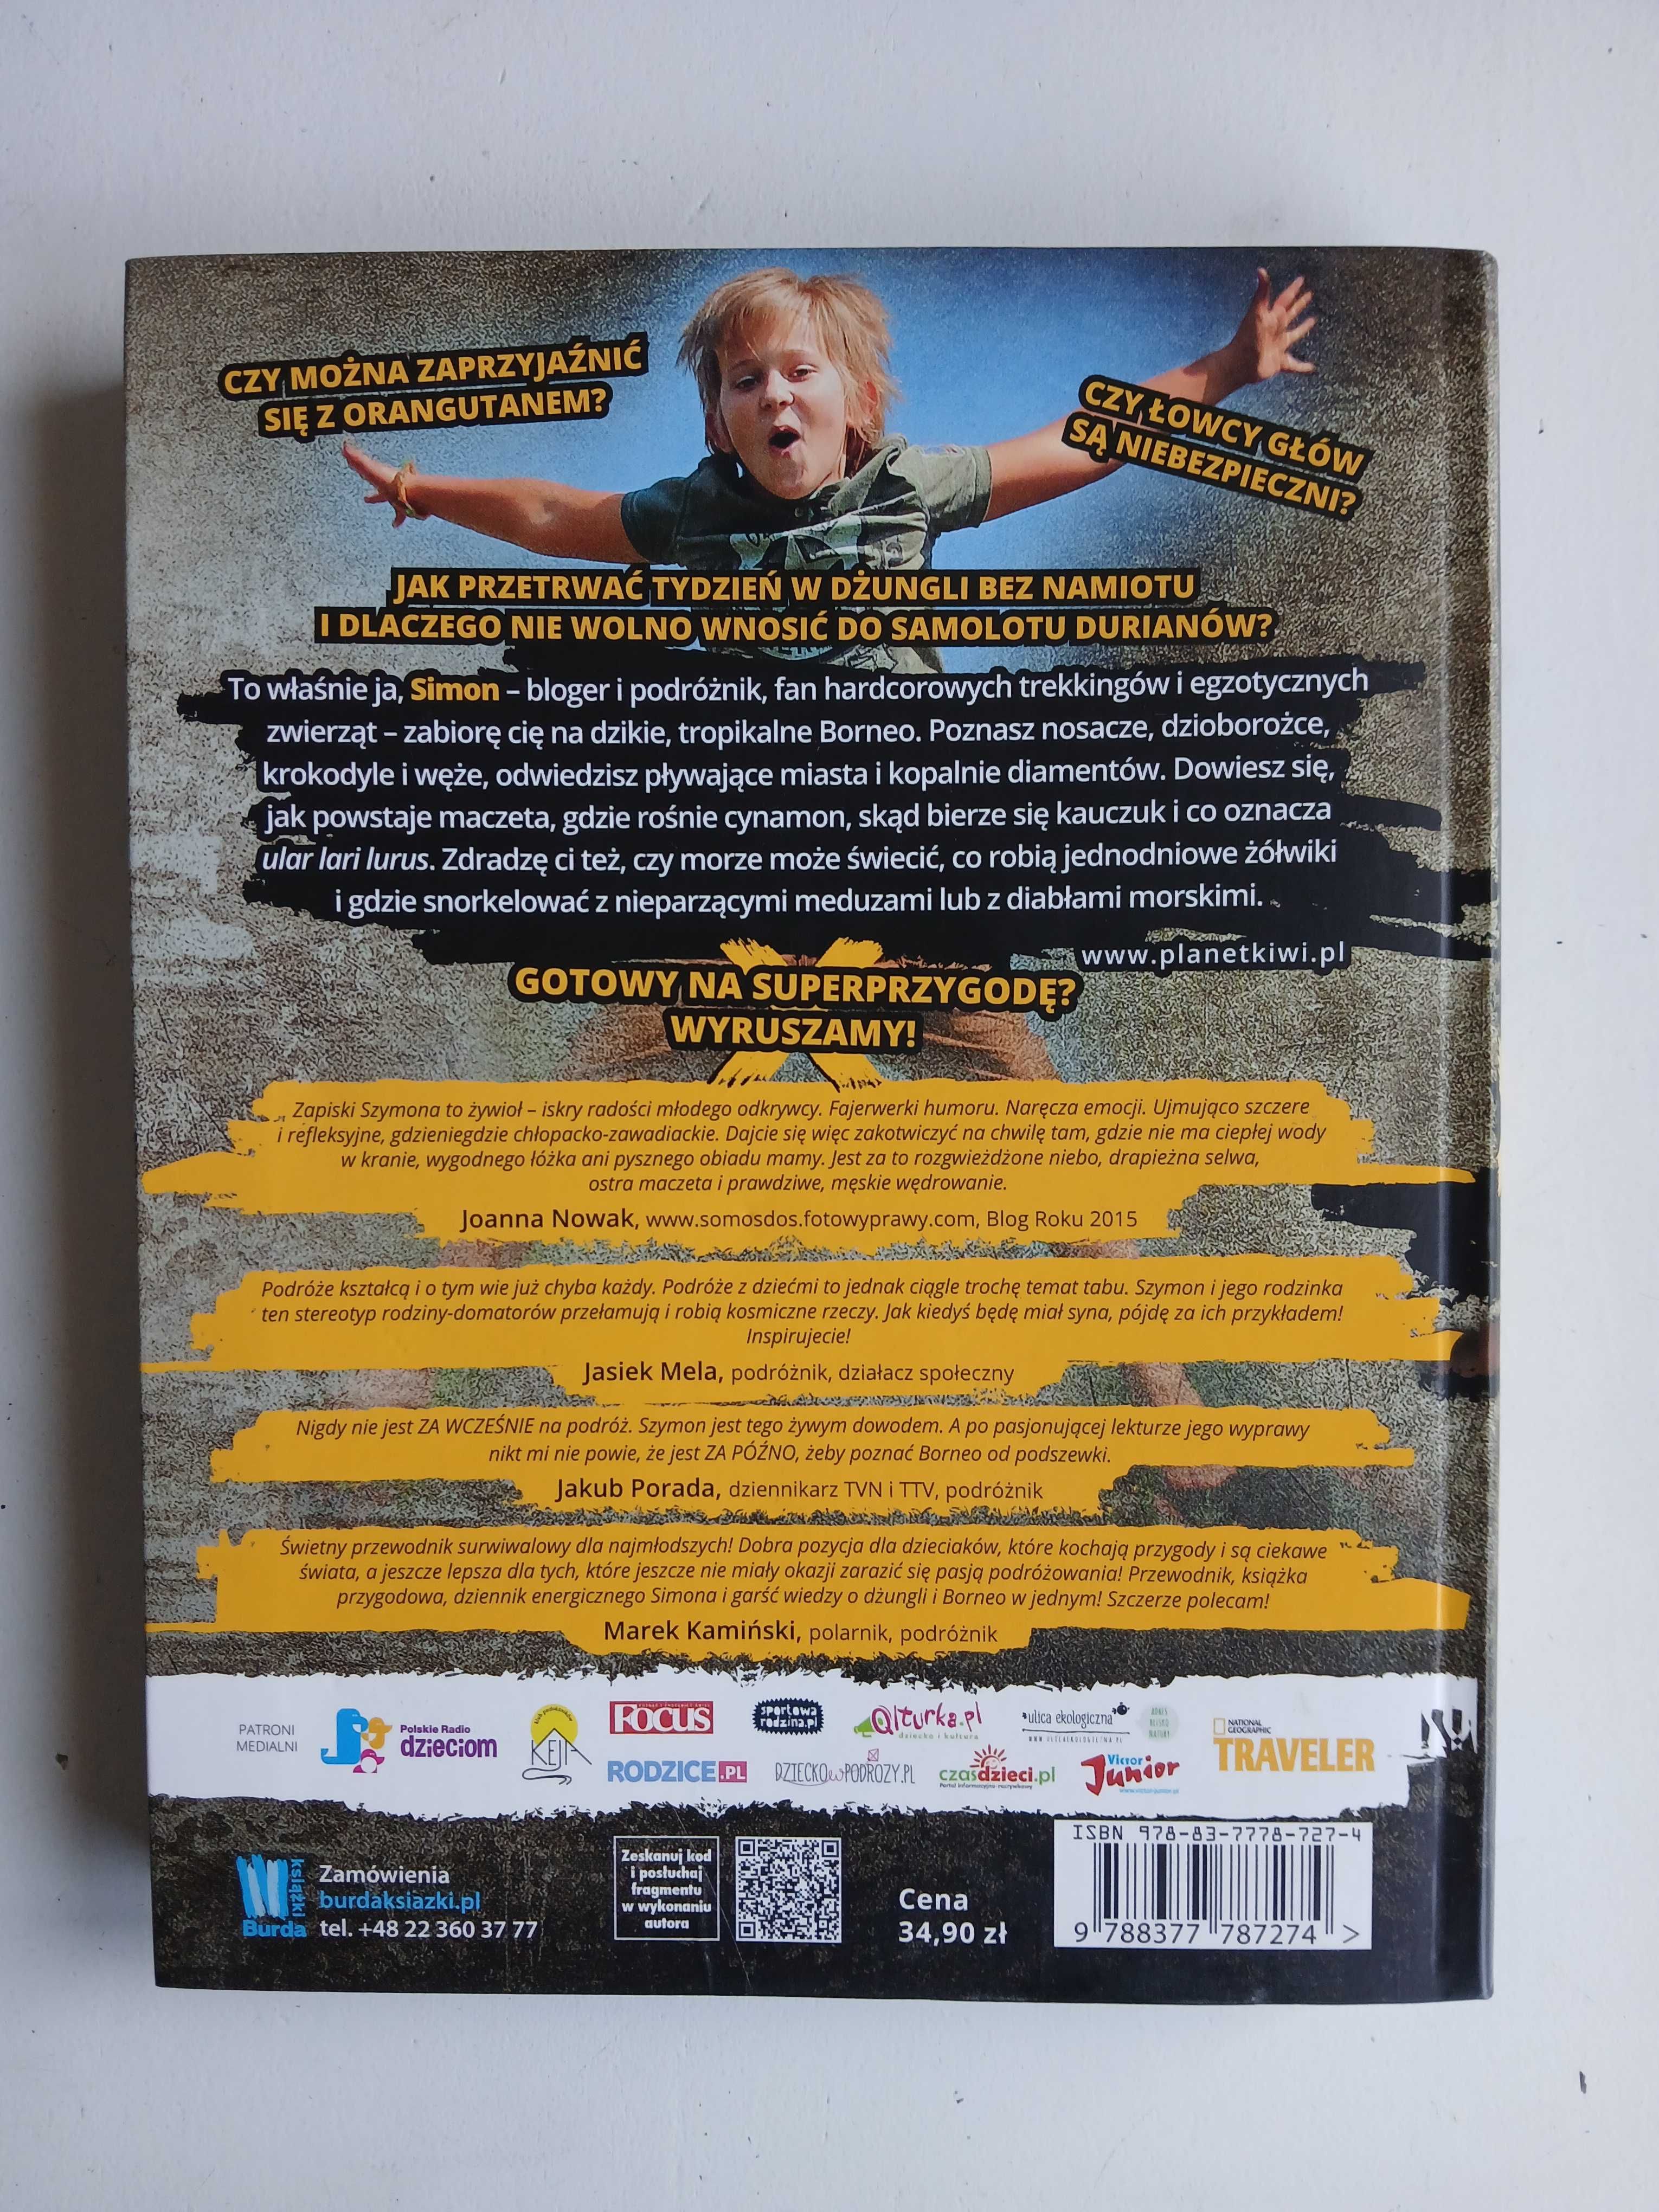 CZY MOŻNA ZAPRZYJAŹNIĆ
SIĘ Z ORANGUTANEM?
CZY ŁOWCY GŁÓW
SĄ NIEBEZPIECZNI?
JAK PRZETRWAĆ TYDZIEŃ W DŻUNGLI BEZ NAMIOTU
I DLACZEGO NIE WOLNO WNOSIĆ DO SAMOLOTU DURIANÓW?
To właśnie ja, Simon – bloger i podróżnik, fan hardcorowych trekkingów i egzotycznych
zwierząt – zabiorę cię na dzikie, tropikalne Borneo. Poznasz nosacze, dzioborożce,
krokodyle i węże, odwiedzisz pływające miasta i kopalnie diamentów. Dowiesz się,
jak powstaje maczeta, gdzie rośnie cynamon, skąd bierze się kauczuk i co oznacza
ular lari lurus. Zdradzę ci też, czy morze może świecić, co robią jednodniowe żółwiki
i gdzie snorkelować z nieparzącymi meduzami lub z diabłami morskimi.
www.planetkiwi.pl
GOTOWY NA SUPERPRZYGODĘ?
WYRUSZAMY!
Zapiski Szymona to żywioł – iskry radości młodego odkrywcy. Fajerwerki humoru. Naręcza emocji. Ujmująco szczere
i refleksyjne, gdzieniegdzie chłopacko-zawadiackie. Dajcie się więc zakotwiczyć na chwilę tam, gdzie nie ma ciepłej wody
w kranie, wygodnego łóżka ani pysznego obiadu mamy. Jest za to rozgwieżdżone niebo, drapieżna selwa,
ostra maczeta i prawdziwe, męskie wędrowanie.
Joanna Nowak, www.somosdos.fotowyprawy.com, Blog Roku 2015
Podróże kształcą i o tym wie już chyba każdy. Podróże z dziećmi to jednak ciągle trochę temat tabu. Szymon i jego rodzinka
ten stereotyp rodziny-domatorów przełamują i robią kosmiczne rzeczy. Jak kiedyś będę miał syna, pójdę za ich przykładem!
Inspirujecie!
Jasiek Mela, podróżnik, działacz społeczny
Nigdy nie jest ZA WCZEŚNIE na podróż. Szymon jest tego żywym dowodem. A po pasjonującej lekturze jego wyprawy
nikt mi nie powie, że jest ZA PÓŹNO, żeby poznać Borneo od podszewki.
Jakub Porada, dziennikarz TVN i TTV, podróżnik
Świetny przewodnik surwiwalowy dla najmłodszych! Dobra pozycja dla dzieciaków, które kochają przygody i są ciekawe
świata, a jeszcze lepsza dla tych, które jeszcze nie miały okazji zarazić się pasją podróżowania! Przewodnik, książka
przygodowa, dziennik energicznego Simona i garść wiedzy o dżungli i Borneo w jednym! Szczerze polecam!
Marek Kamiński, polarnik, podróżnik
PATRONI
MEDIALNI
Polskie Radio
dzieciom
KEJA
FOCUS
RODZICE.PL
sportowa
rodzina.pl
DZIECKOwPODROZY.PL
Qlturka.pl
dziecko i kultura
czasdzieci.pl
ulica ekologiczna
Victor
Junior
NATIONAL
GEOGRAPHIC
TRAVELER
książki
Burda
Zamówienia
burdaksiazki.pl
tel. +48 22 360 37 77
Zeskanuj kod
i posłuchaj
fragmentu
w wykonaniu
autora
Cena
34,90 zł
ISBN 978-83-7778-727-4
9 788377 787274 >